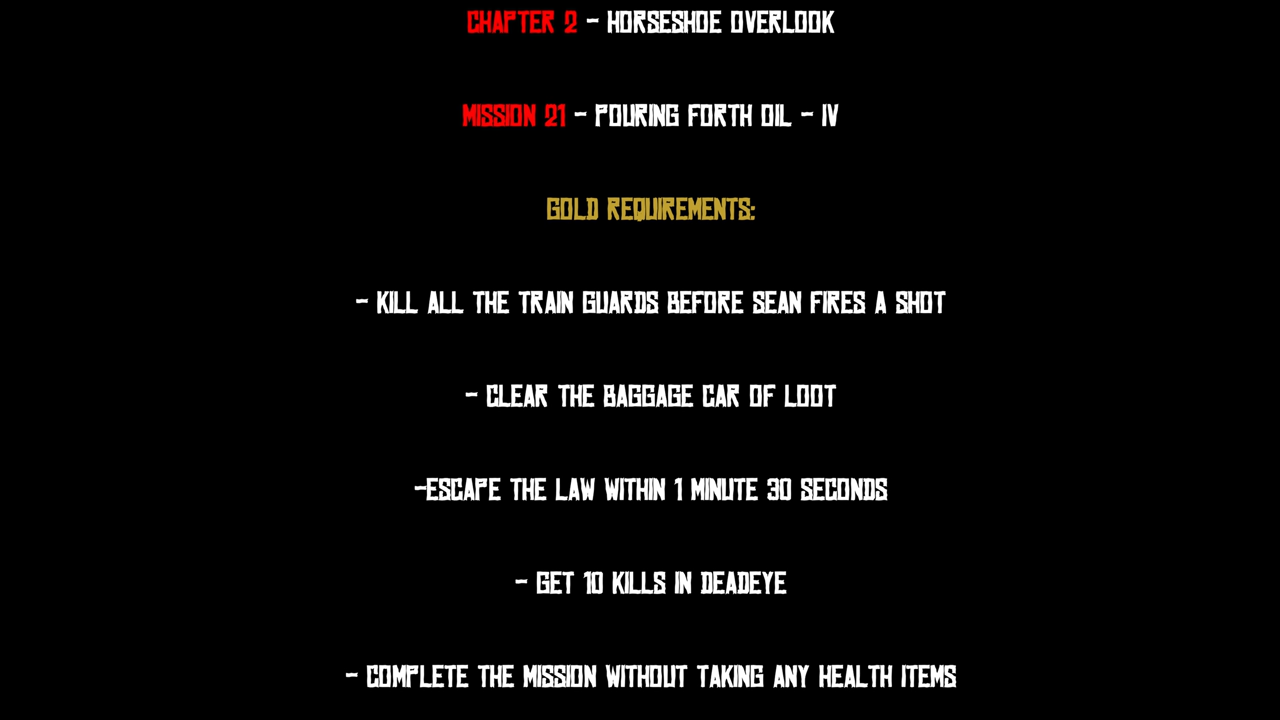 CHAPTER 2 - HORSESHOE OVERLOOK
MISSION 21 - POURING FORTH OIL - IV
GOLD REQUIREMENTS:
- KILL ALL THE TRAIN GUARDS BEFORE SEAN FIRES A SHOT
- CLEAR THE BAGGAGE CAR OF LOOT
-ESCAPE THE LAW WITHIN 1 MINUTE 30 SECONDS
- GET 10 KILLS IN DEADEYE
- COMPLETE THE MISSION WITHOUT TAKING ANY HEALTH ITEMS